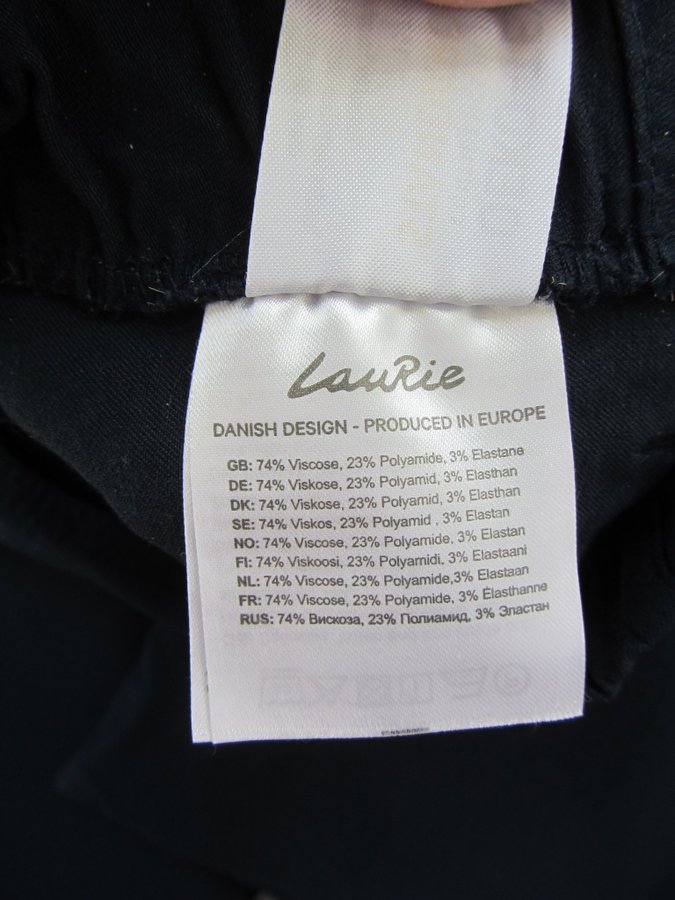 LauRie
DANISH DESIGN - PRODUCED IN EUROPE
GB: 74% Viscose, 23% Polyamide, 3% Elastane
DE: 74% Viskose, 23% Polyamid, 3% Elasthan
DK: 74% Viskose, 23% Polyamid, 3% Elasthan
SE: 74% Viskos, 23% Polyamid , 3% Elastan
NO: 74% Viscose, 23% Polyamide, 3% Elastan
FI: 74% Viskoosi, 23% Polyarnidi, 3% Elastaani
NL: 74% Viscose, 23% Polyamide,3% Elastaan
FR: 74% Viscose, 23% Polyamide, 3% Élasthanne
RUS: 74% Вискоза, 23% Полиамид, 3% Эластан